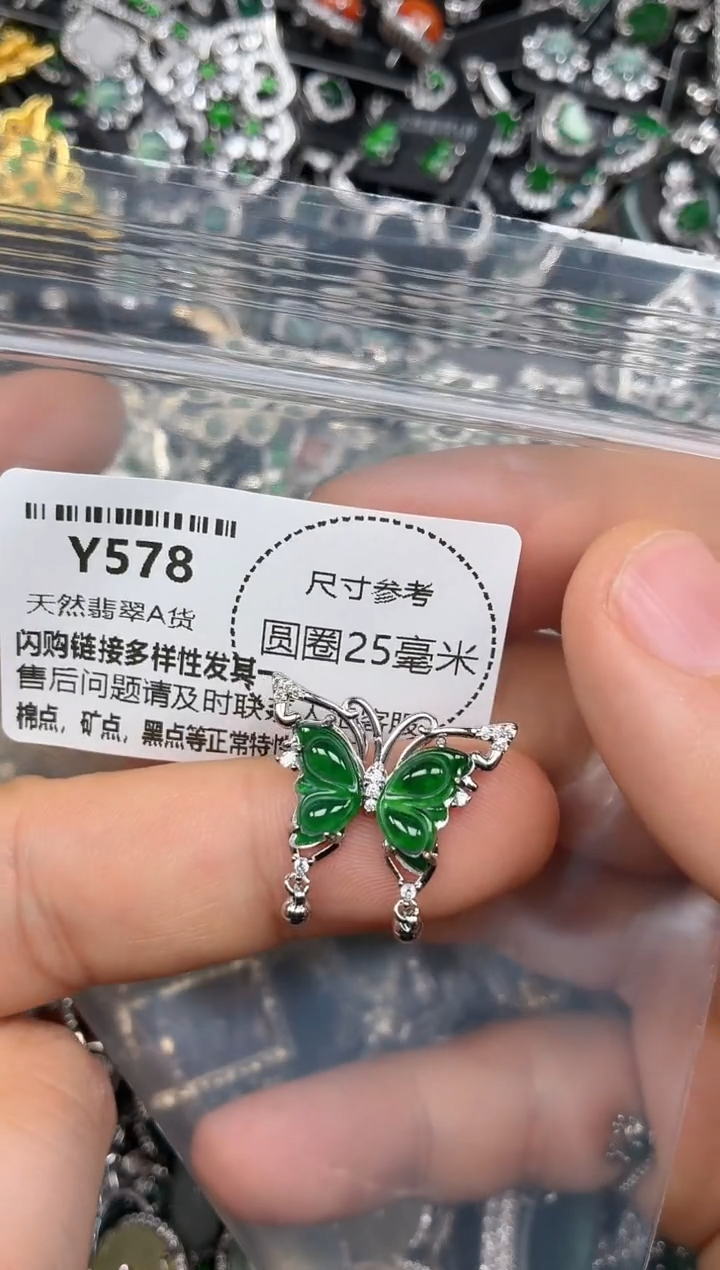 Y578
天然翡翠A货
闪购链接多样性发其一
售后问题请及时联系
棉点，矿点，黑点等正常特性
尺寸参考
圆圈25毫米